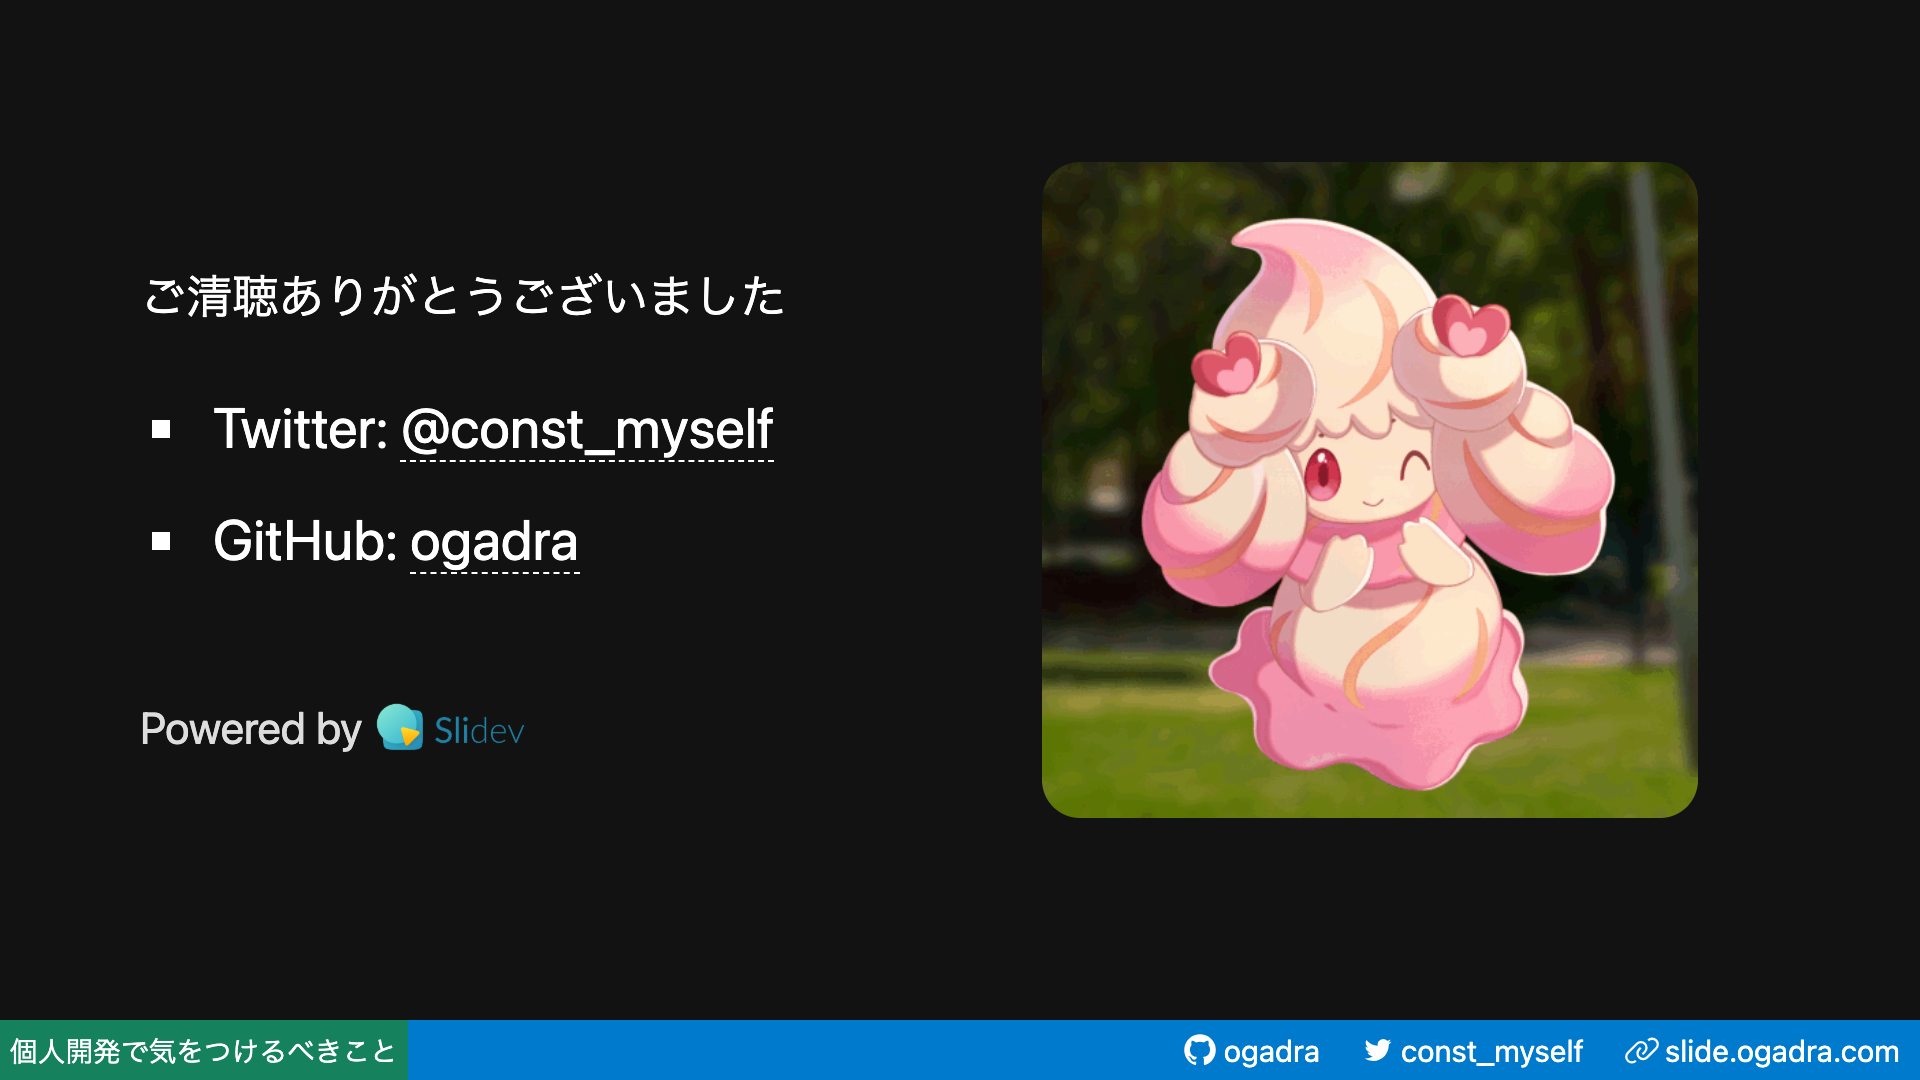 ご清聴ありがとうございました
Twitter: @const_myself
GitHub: ogadra
Powered by Slidev
個人開発で気をつけるべきこと
ogadra
const_myself
slide.ogadra.com